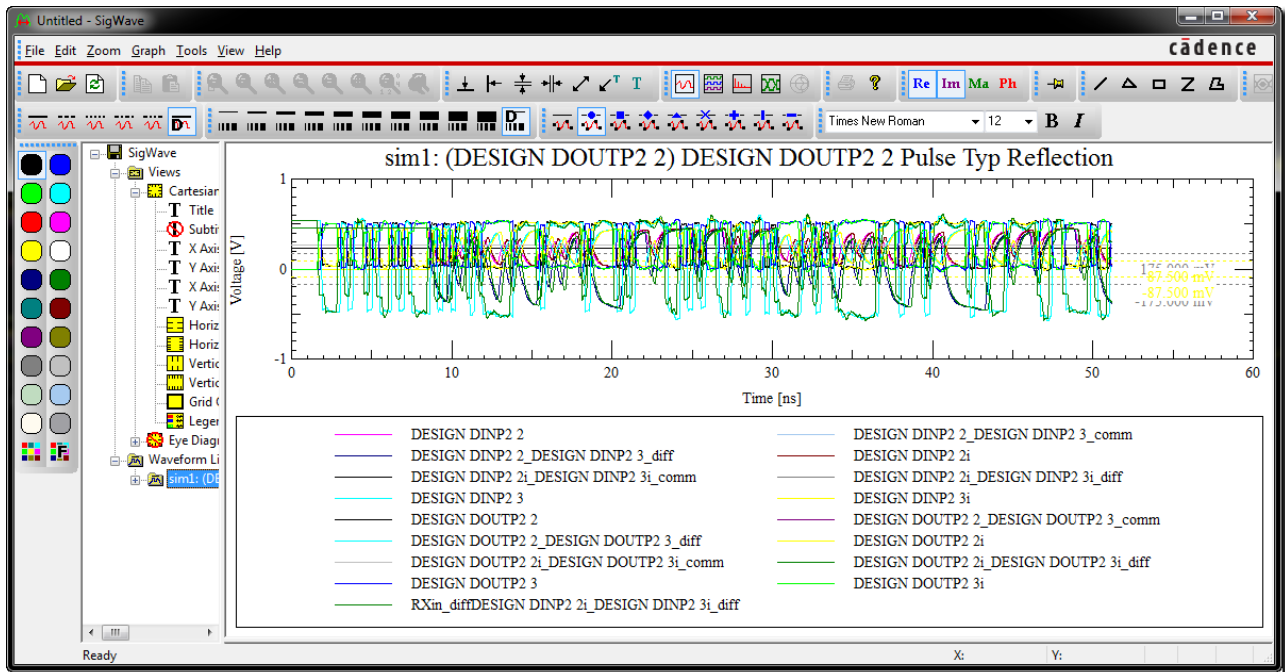 Untitled - SigWave
File Edit Zoom Graph Tools View Help
cādence
T T
Re Im Ma Ph
D D
Times New Roman 12 B I
SigWave
Views
Cartesian
T Title
Subti
T X Axi
T Y Axi
T X Axi
T Y Axi
Horiz
Horiz
Vertic
Vertic
Grid
Leger
Eye Diagr
Waveform Li
sim1: (DE
F
sim1: (DESIGN DOUTP2 2) DESIGN DOUTP2 2 Pulse Typ Reflection
Voltage [V]
1
0
-1
175.000 mV
-87.500 mV
-87.500 mV
-175.000 mV
0 10 20 30 40 50 60
Time [ns]
DESIGN DINP2 2
DESIGN DINP2 2_DESIGN DINP2 3_diff
DESIGN DINP2 2i_DESIGN DINP2 3i_comm
DESIGN DINP2 3
DESIGN DOUTP2 2
DESIGN DOUTP2 2_DESIGN DOUTP2 3_diff
DESIGN DOUTP2 2i_DESIGN DOUTP2 3i_comm
DESIGN DOUTP2 3
RXin_diffDESIGN DINP2 2i_DESIGN DINP2 3i_diff
DESIGN DINP2 2_DESIGN DINP2 3_comm
DESIGN DINP2 2i
DESIGN DINP2 2i_DESIGN DINP2 3i_diff
DESIGN DINP2 3i
DESIGN DOUTP2 2_DESIGN DOUTP2 3_comm
DESIGN DOUTP2 2i
DESIGN DOUTP2 2i_DESIGN DOUTP2 3i_diff
DESIGN DOUTP2 3i
Ready
X: Y: